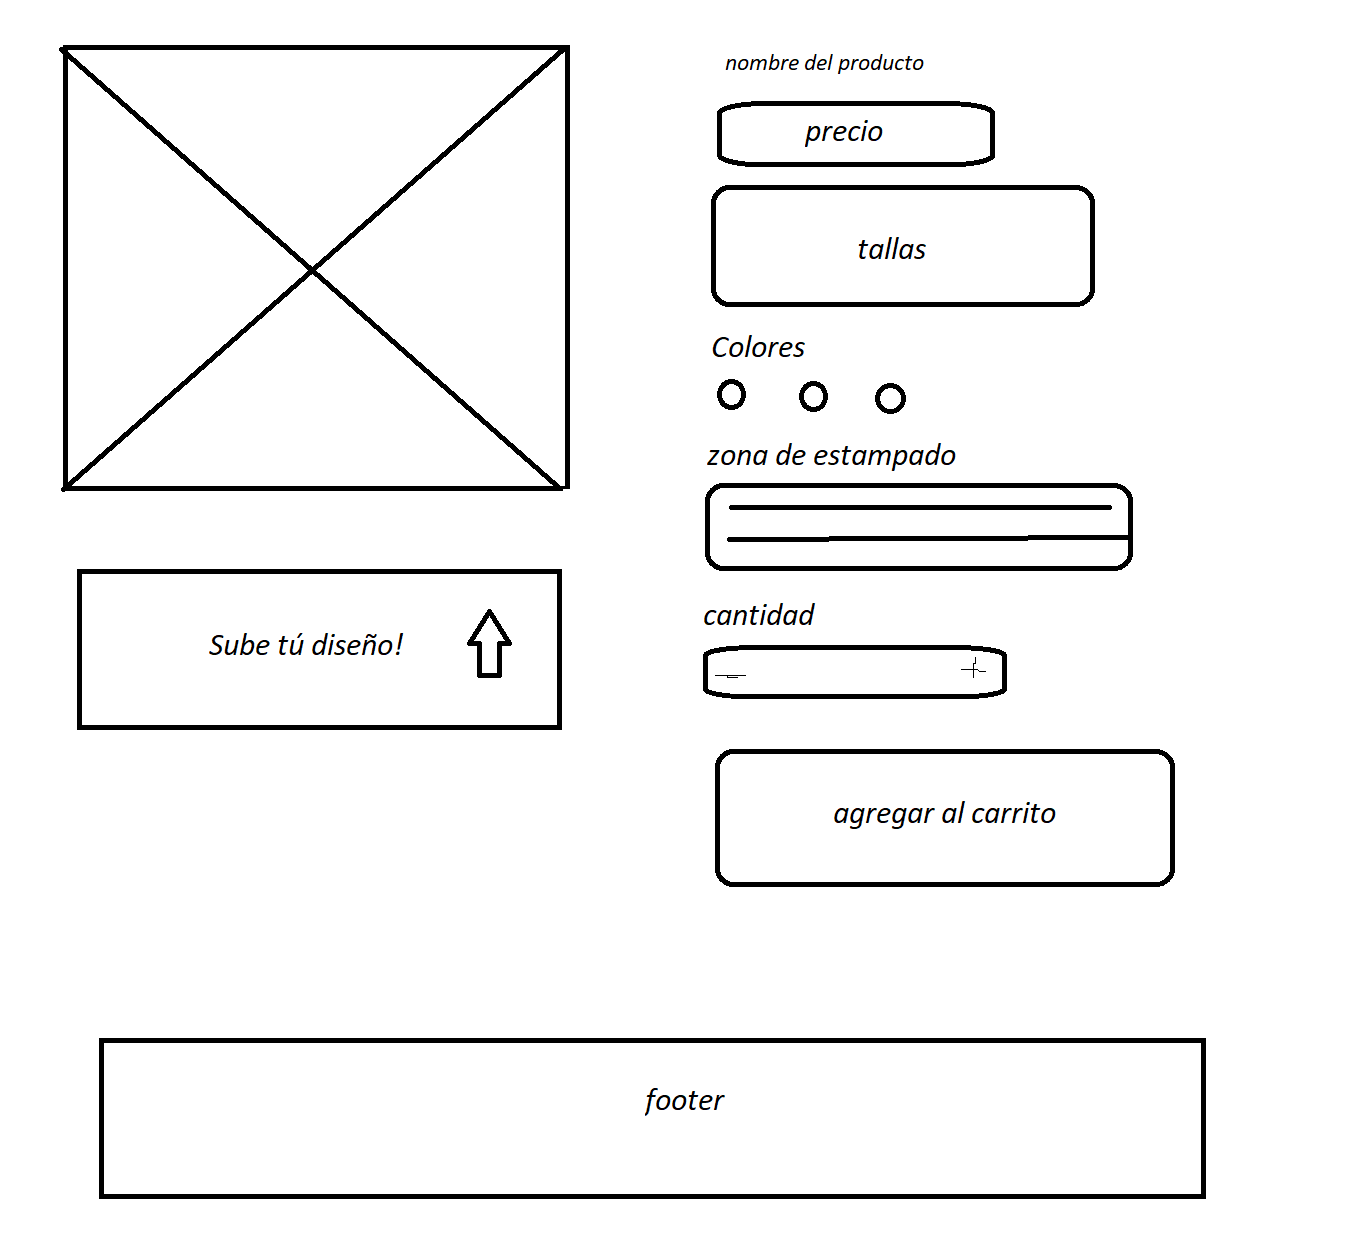 nombre del producto
precio
tallas
Colores
zona de estampado
cantidad
agregar al carrito
Sube tú diseño!
footer